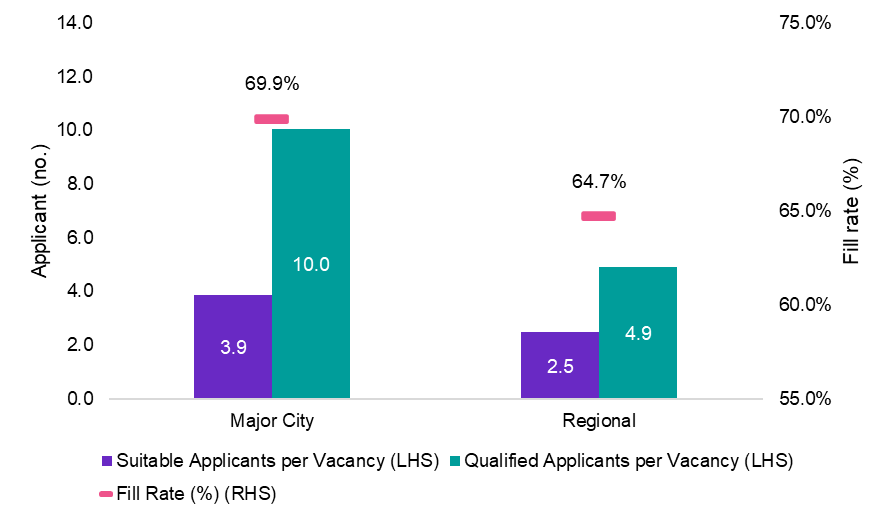 14.0
75.0%
12.0
69.9%
10.0
70.0%
8.0
64.7%
6.0
65.0%
4.0
10.0
60.0%
2.0
3.9
2.5
4.9
0.0
55.0%
Applicant (no.)
Fill rate (%)
Major City
Regional
Suitable Applicants per Vacancy (LHS)
Qualified Applicants per Vacancy (LHS)
Fill Rate (%) (RHS)